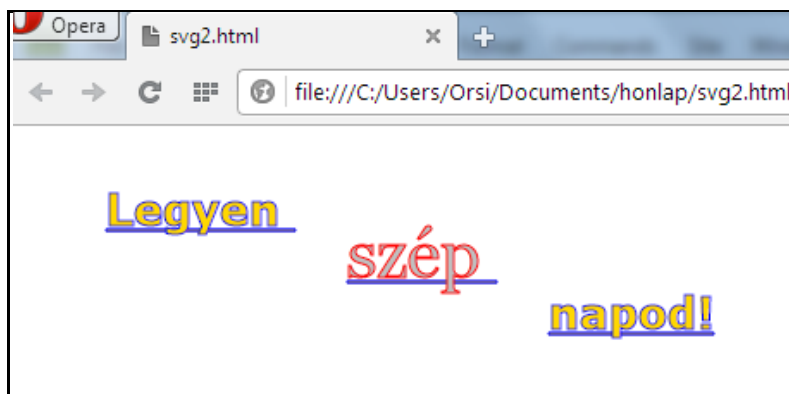 Opera
svg2.html
file:///C:/Users/Orsi/Documents/honlap/svg2.html
Legyen
szép
napod!